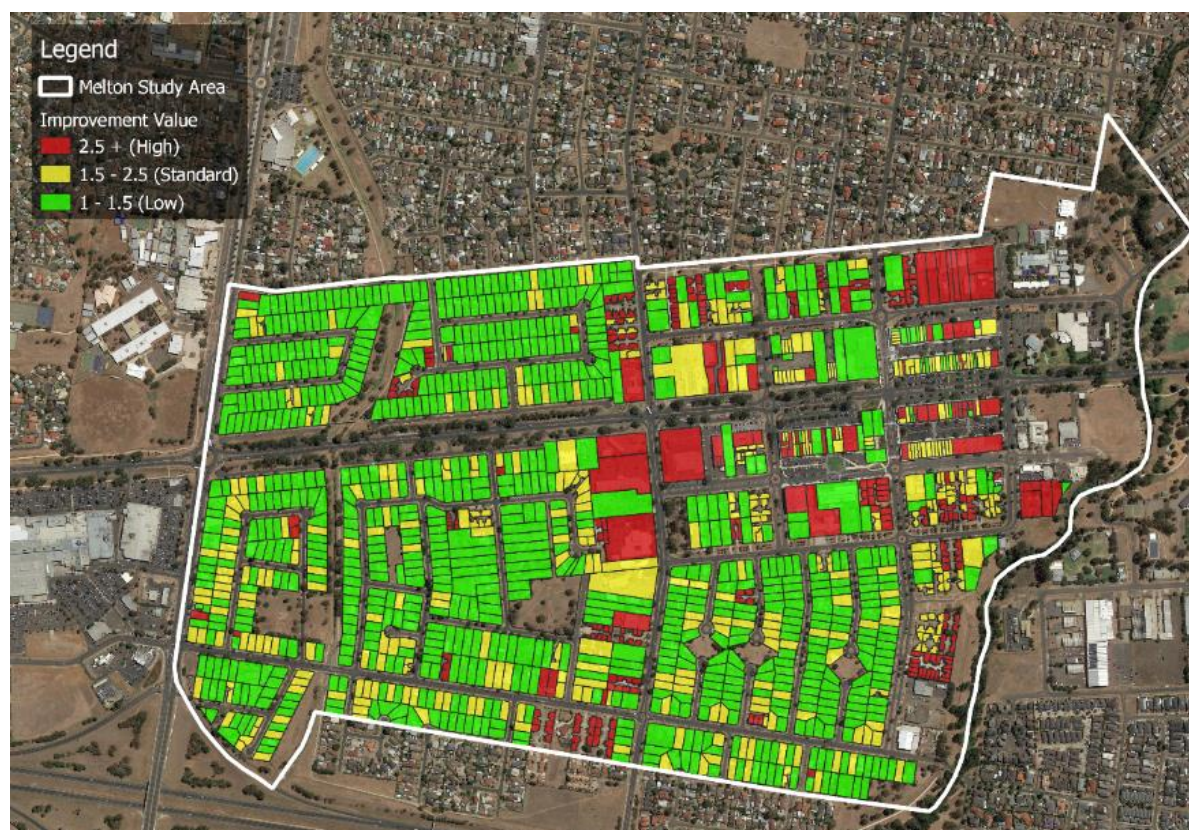 Legend
Melton Study Area
Improvement Value
2.5 + (High)
1.5 - 2.5 (Standard)
1 - 1.5 (Low)